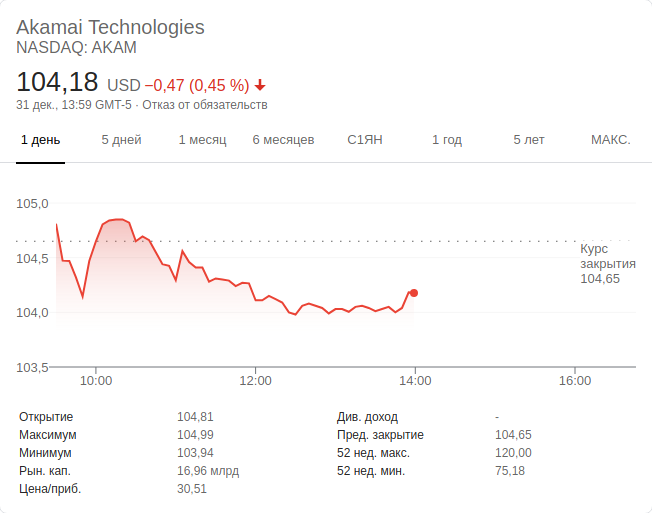 Akamai Technologies
NASDAQ: AKAM
104,18 USD −0,47 (0,45 %)
31 дек., 13:59 GMT-5 · Отказ от обязательств
1 день 5 дней 1 месяц 6 месяцев С1ЯН 1 год 5 лет МАКС.
105,0
104,5
104,0
103,5
Курс
закрытия
104,65
10:00 12:00 14:00 16:00
Открытие 104,81 Див. доход -
Максимум 104,99 Пред. закрытие 104,65
Минимум 103,94 52 нед. макс. 120,00
Рын. кап. 16,96 млрд 52 нед. мин. 75,18
Цена/приб. 30,51